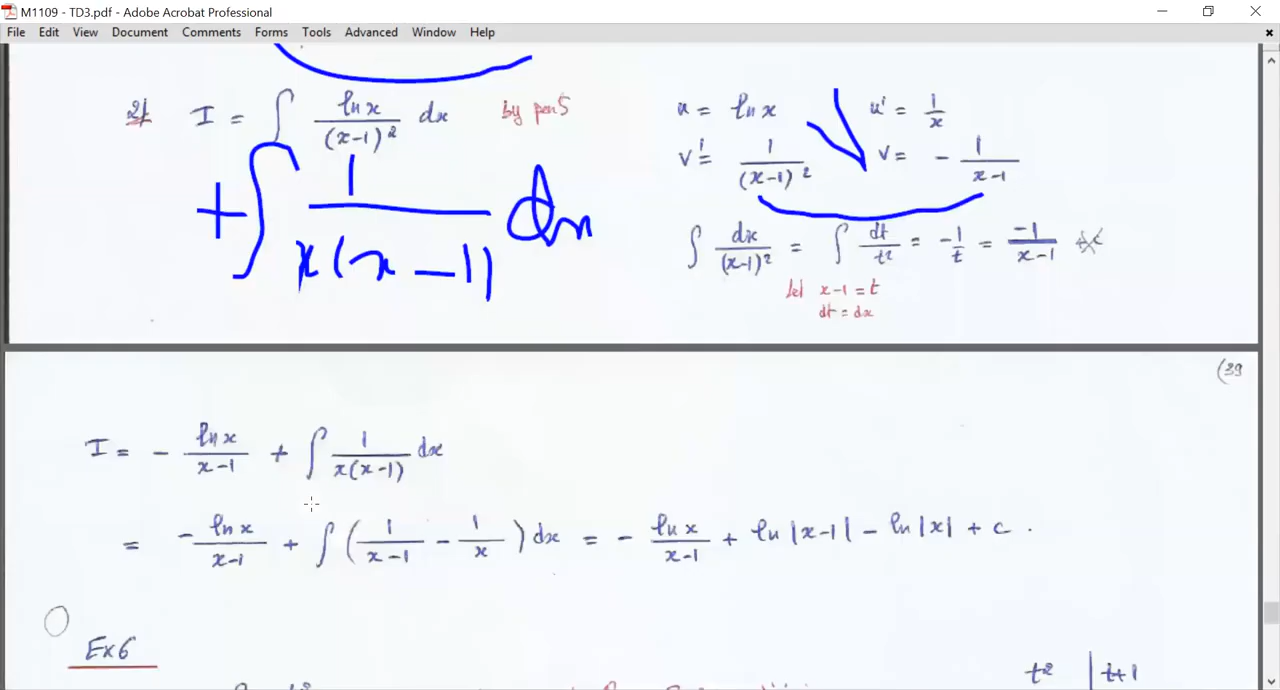 M1109 - TD3.pdf - Adobe Acrobat Professional
File Edit View Document Comments Forms Tools Advanced Window Help
2/ I = ∫ ln x / (x-1)² dx by parts
u = ln x u' = 1/x
v' = 1/(x-1)² v = - 1/(x-1)
+ ∫ 1 / x(x-1) dx
∫ dx/(x-1)² = ∫ dt/t² = -1/t = -1/(x-1)
let x-1 = t
dt = dx
(39
I = - ln x/(x-1) + ∫ 1/x(x-1) dx
= - ln x/(x-1) + ∫ (1/(x-1) - 1/x) dx = - ln x/(x-1) + ln |x-1| - ln |x| + c .
Ex6
t² | t+1